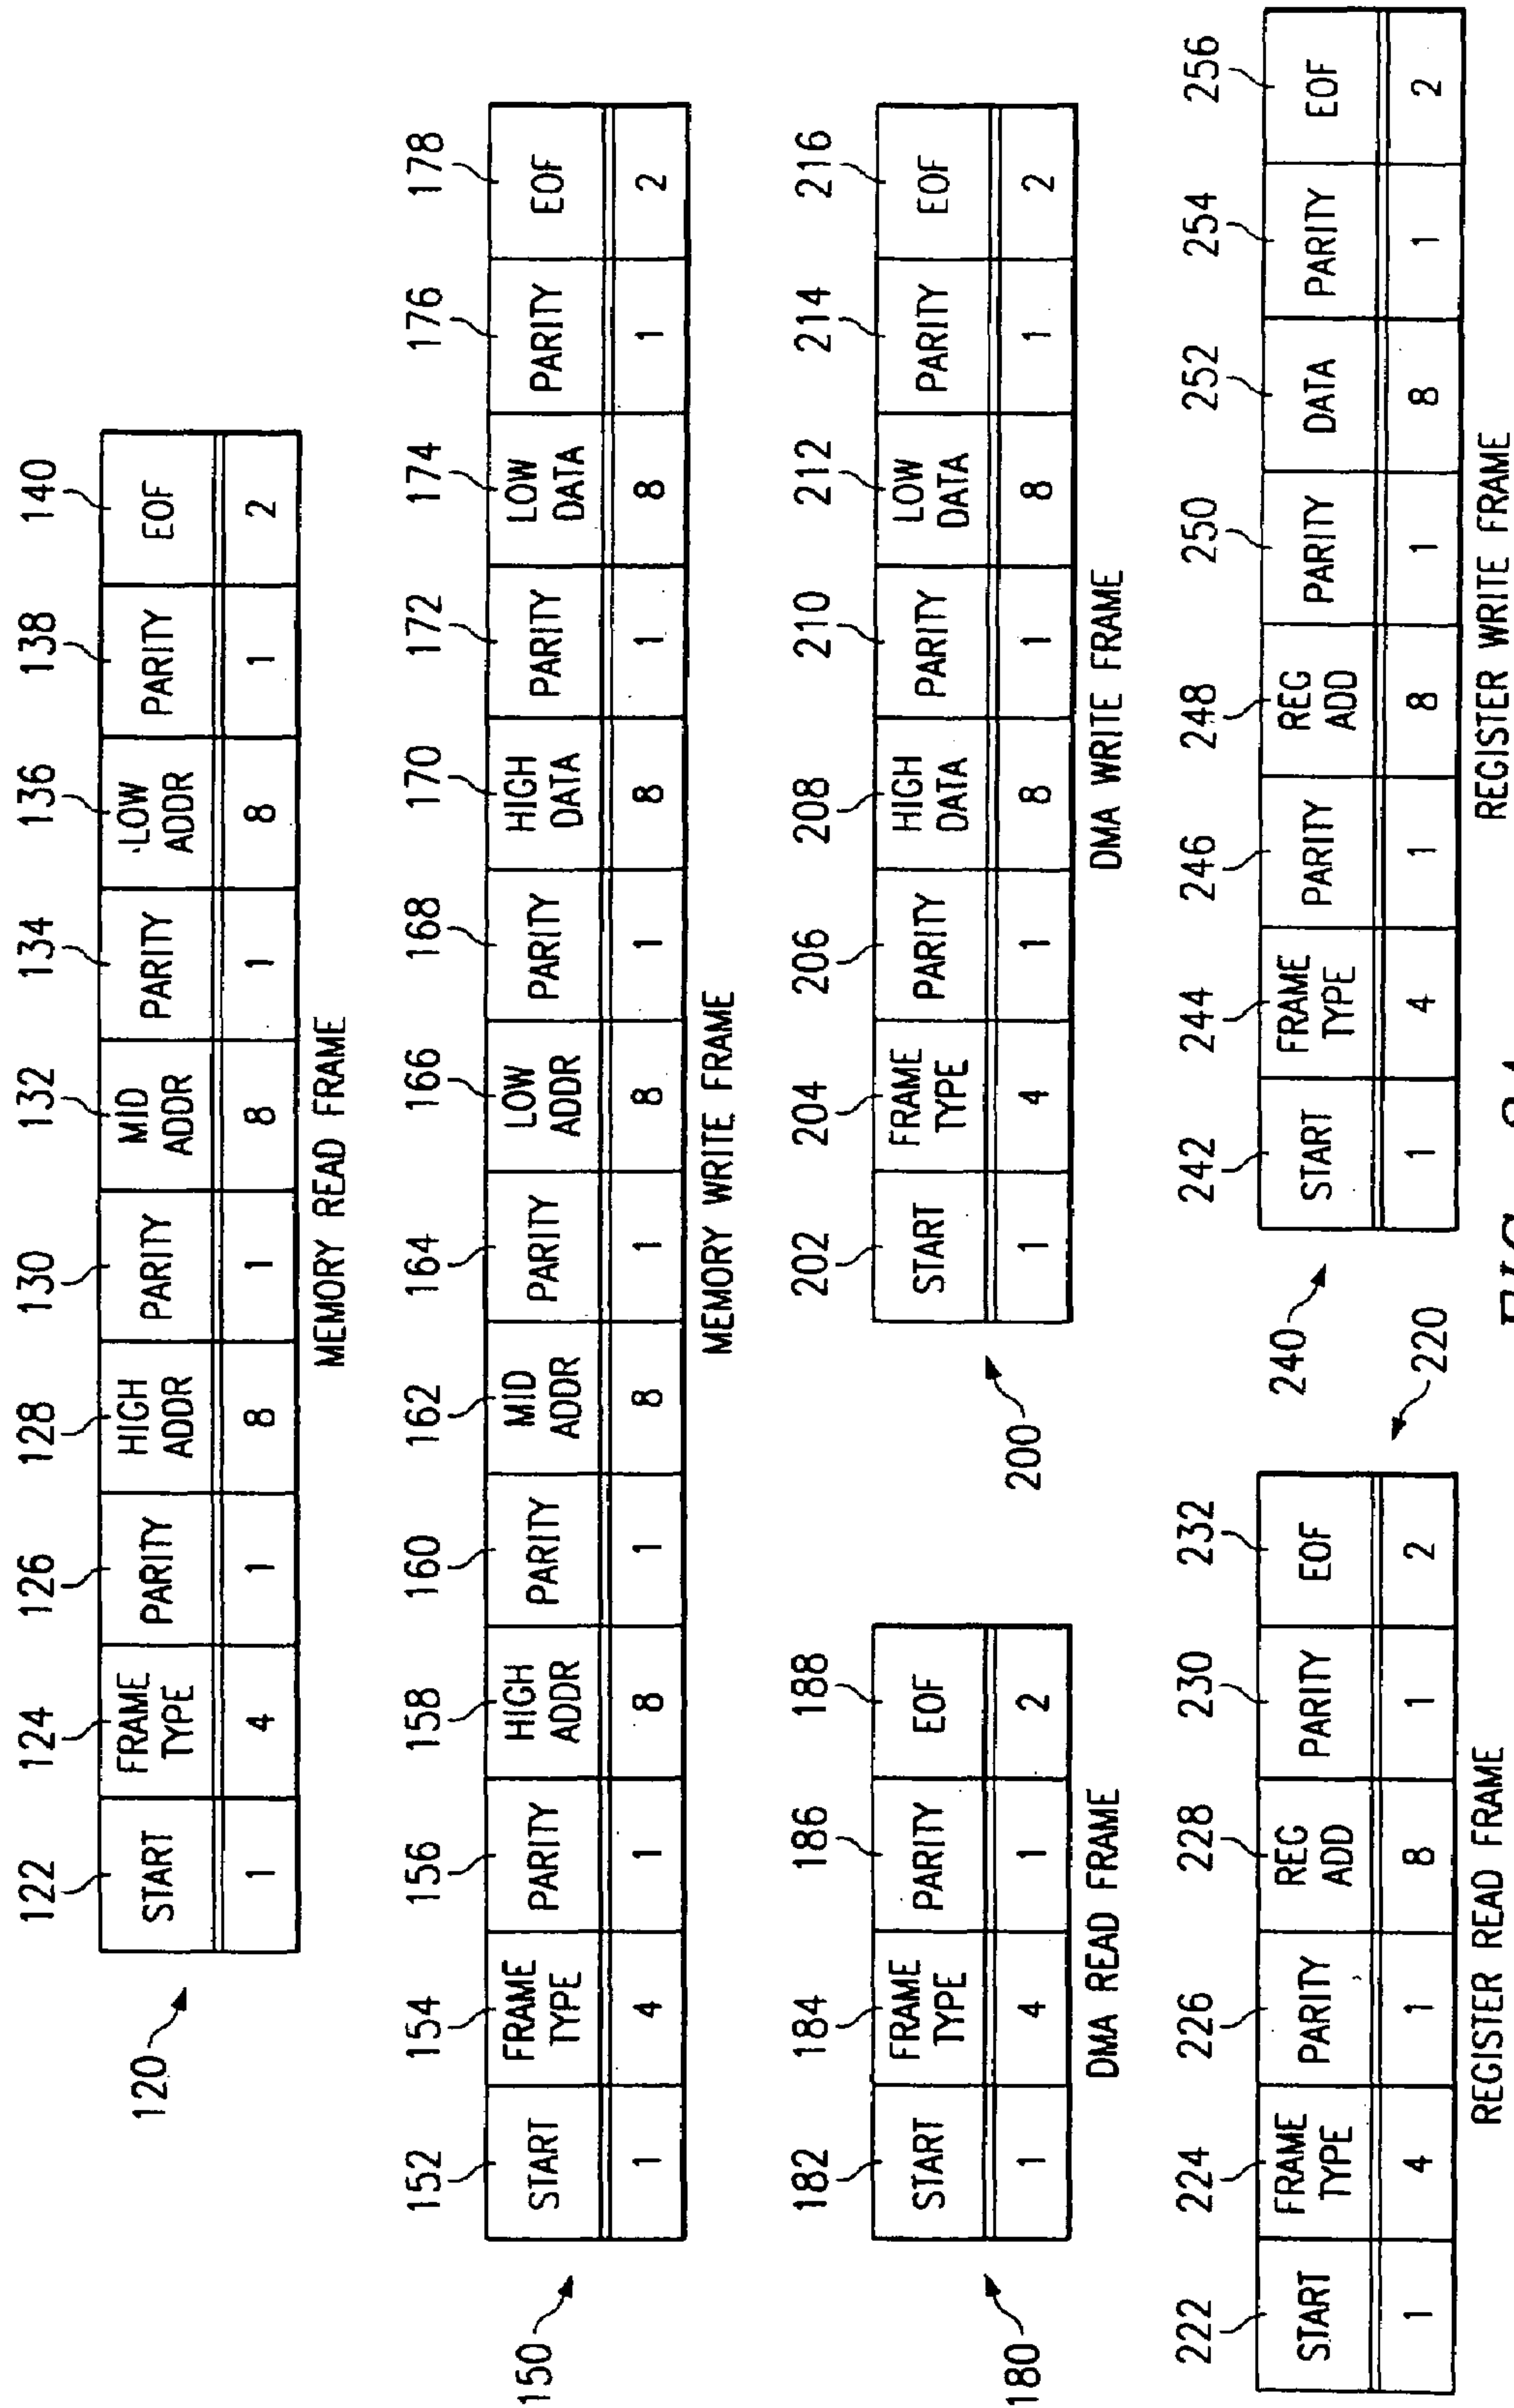 122 124 126 128 130 132 134 136 138 140
START FRAME TYPE PARITY HIGH ADDR PARITY MID ADDR PARITY LOW ADDR PARITY EOF
1 4 1 8 1 8 1 8 1 2
120
MEMORY READ FRAME
152 154 156 158 160 162 164 166 168 170 172 174 176 178
START FRAME TYPE PARITY HIGH ADDR PARITY MID ADDR PARITY LOW ADDR PARITY HIGH DATA PARITY LOW DATA PARITY EOF
1 4 1 8 1 8 1 8 1 8 1 8 1 2
150
MEMORY WRITE FRAME
182 184 186 188
START FRAME TYPE PARITY EOF
1 4 1 2
180
DMA READ FRAME
202 204 206 208 210 212 214 216
START FRAME TYPE PARITY HIGH DATA PARITY LOW DATA PARITY EOF
1 4 1 8 1 8 1 2
200
DMA WRITE FRAME
222 224 226 228 230 232
START FRAME TYPE PARITY REG ADD PARITY EOF
1 4 1 8 1 2
220
REGISTER READ FRAME
242 244 246 248 250 252 254 256
START FRAME TYPE PARITY REG ADD PARITY DATA PARITY EOF
1 4 1 8 1 8 1 2
240
REGISTER WRITE FRAME